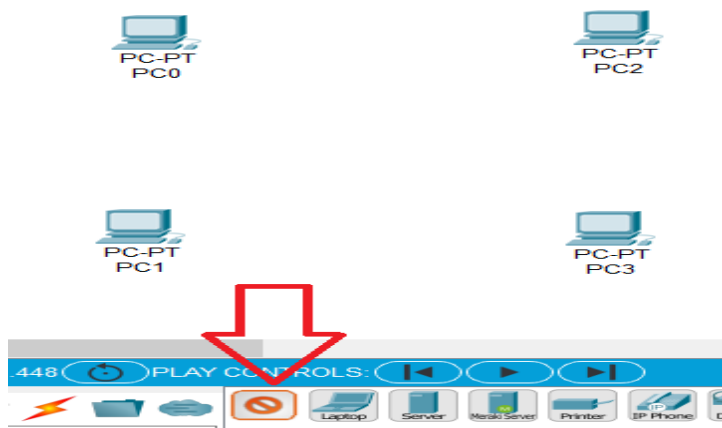 PC-PT
PC0
PC-PT
PC2
PC-PT
PC1
PC-PT
PC3
.448
PLAY CONTROLS:
Laptop
Server
Meraki Server
Printer
IP Phone
IP